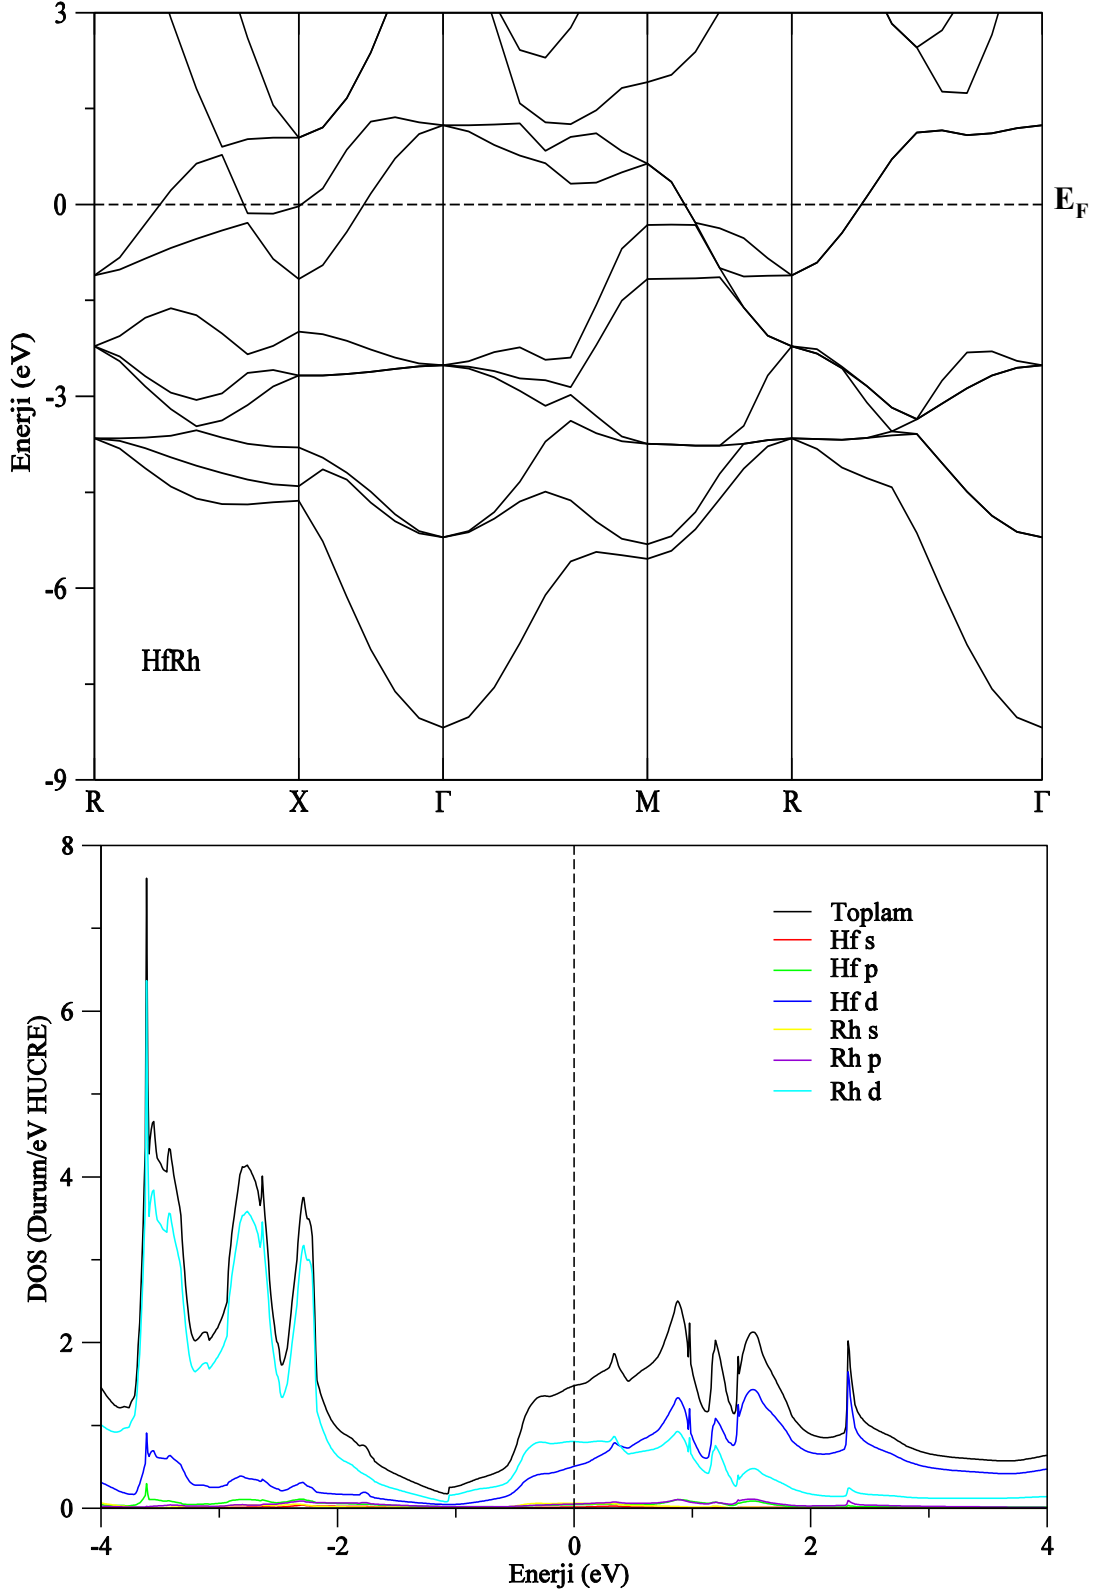 3
0
E_F
-3
-6
-9
Enerji (eV)
HfRh
R X Γ M R Γ
8
6
4
2
0
DOS (Durum/eV HUCRE)
Toplam
Hf s
Hf p
Hf d
Rh s
Rh p
Rh d
-4 -2 0 2 4
Enerji (eV)